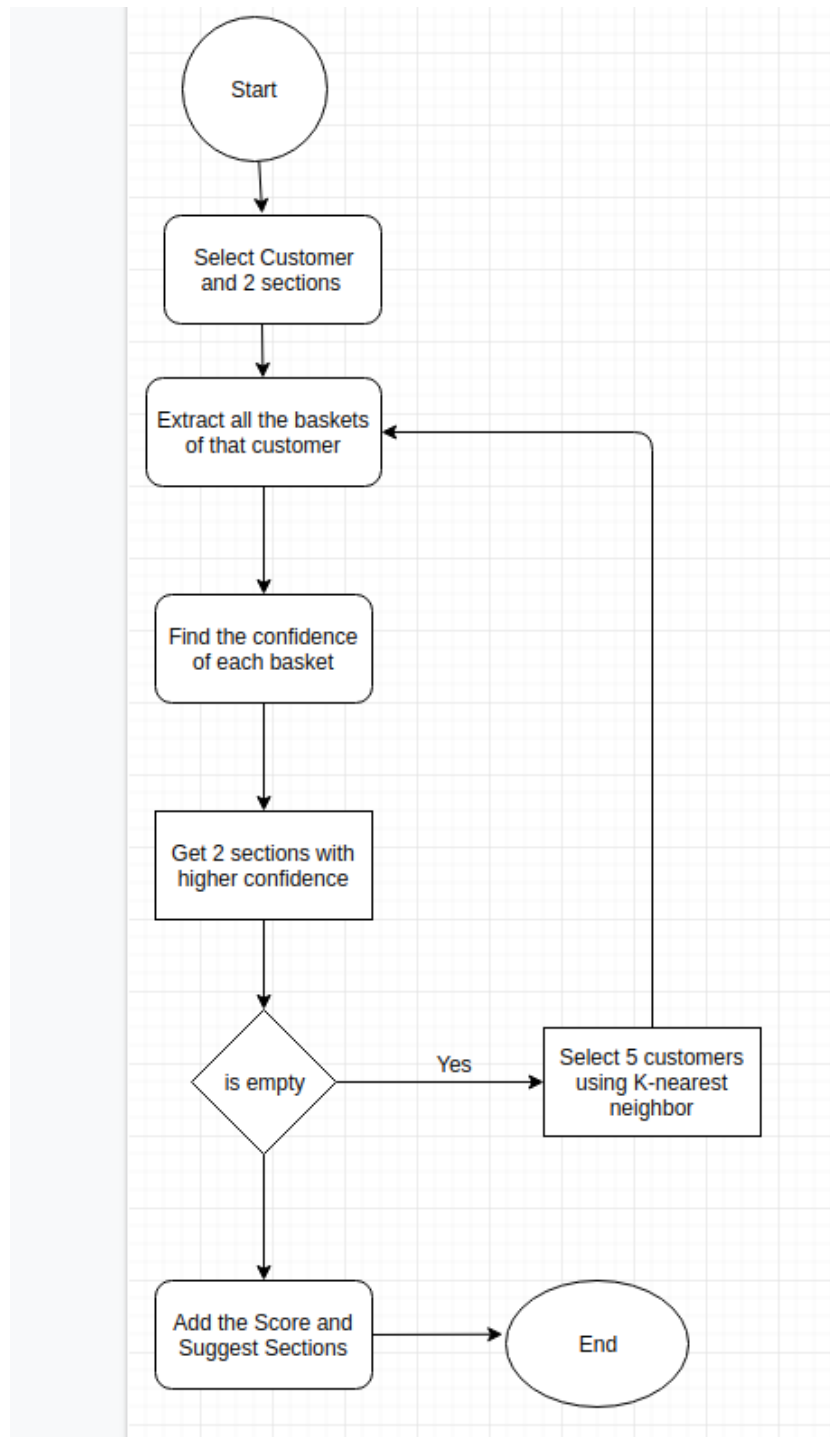 Start
Select Customer
and 2 sections
Extract all the baskets
of that customer
Find the confidence
of each basket
Get 2 sections with
higher confidence
is empty
Yes
Select 5 customers
using K-nearest
neighbor
Add the Score and
Suggest Sections
End